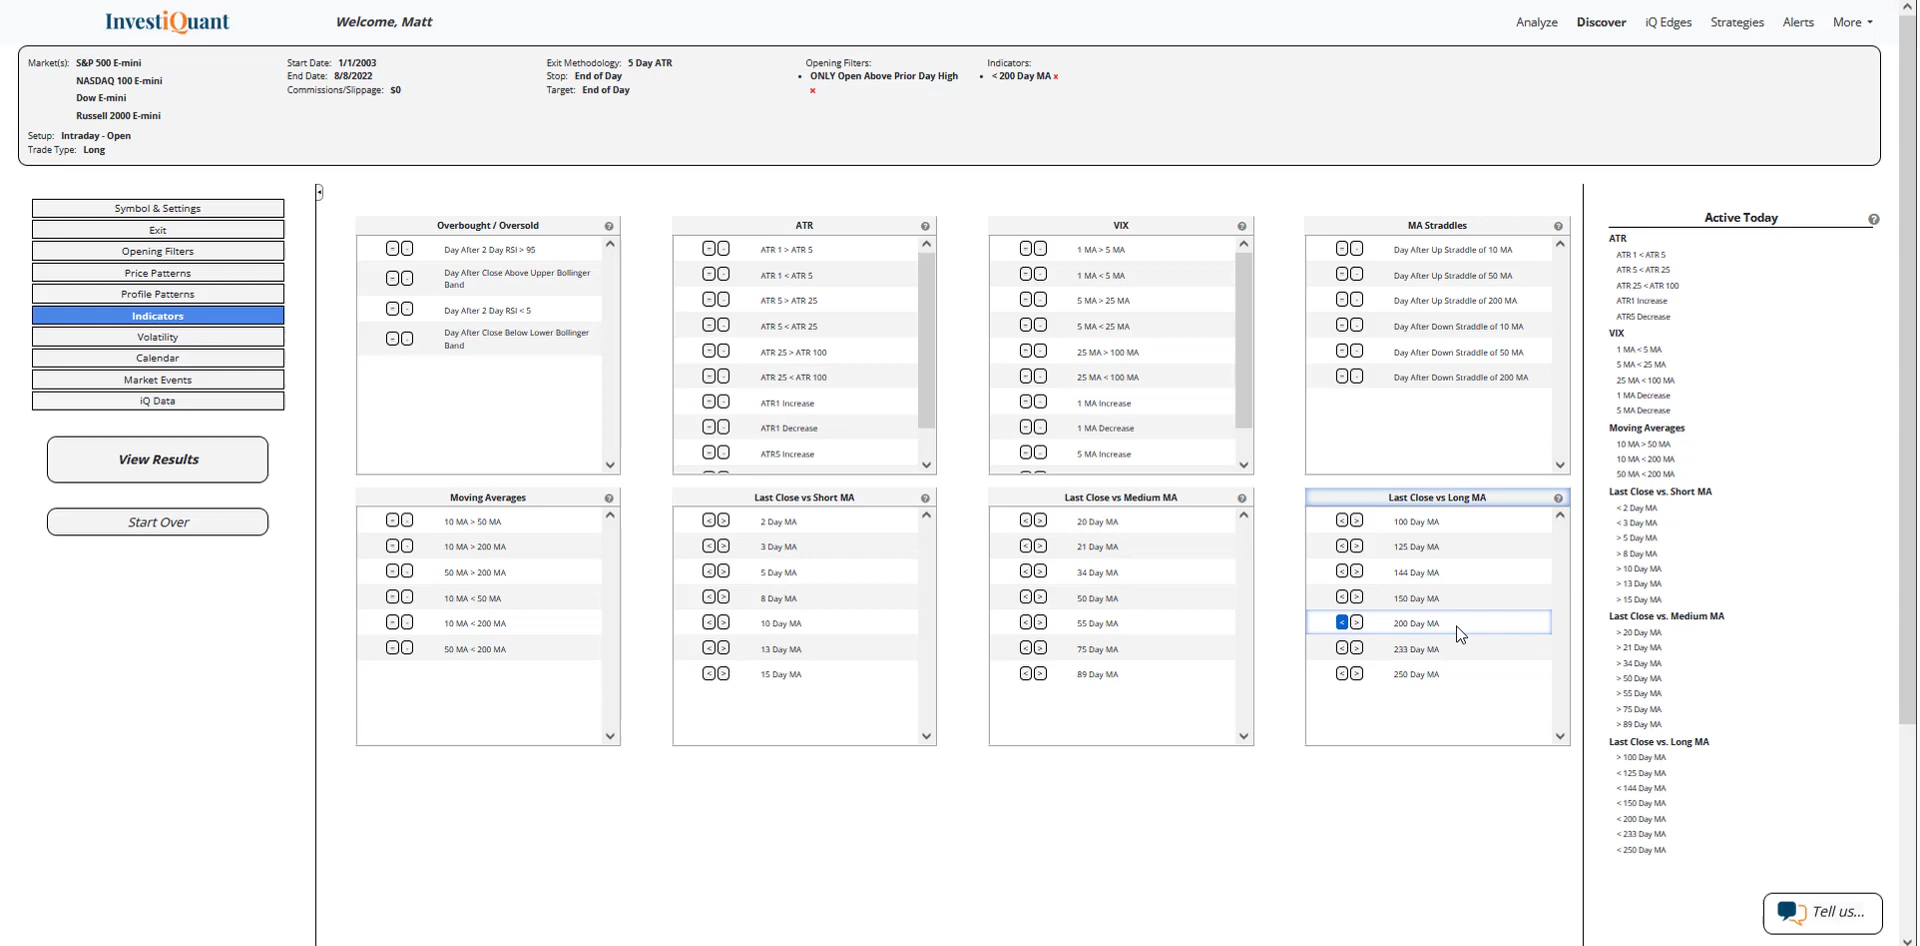 InvestiQuant
Welcome, Matt
Analyze
Discover
iQ Edges
Strategies
Alerts
More
Market(s): S&P 500 E-mini
NASDAQ 100 E-mini
Dow E-mini
Russell 2000 E-mini
Setup: Intraday - Open
Trade Type: Long
Start Date: 1/1/2003
End Date: 8/8/2022
Commissions/Slippage: $0
Exit Methodology: 5 Day ATR
Stop: End of Day
Target: End of Day
Opening Filters:
• ONLY Open Above Prior Day High
x
Indicators:
• < 200 Day MA x
Symbol & Settings
Exit
Opening Filters
Price Patterns
Profile Patterns
Indicators
Volatility
Calendar
Market Events
iQ Data
View Results
Start Over
Overbought / Oversold ?
= - Day After 2 Day RSI > 95
= - Day After Close Above Upper Bollinger
Band
= - Day After 2 Day RSI < 5
= - Day After Close Below Lower Bollinger
Band
ATR ?
= - ATR 1 > ATR 5
= - ATR 1 < ATR 5
= - ATR 5 > ATR 25
= - ATR 5 < ATR 25
= - ATR 25 > ATR 100
= - ATR 25 < ATR 100
= - ATR1 Increase
= - ATR1 Decrease
= - ATR5 Increase
VIX ?
= - 1 MA > 5 MA
= - 1 MA < 5 MA
= - 5 MA > 25 MA
= - 5 MA < 25 MA
= - 25 MA > 100 MA
= - 25 MA < 100 MA
= - 1 MA Increase
= - 1 MA Decrease
= - 5 MA Increase
MA Straddles ?
= - Day After Up Straddle of 10 MA
= - Day After Up Straddle of 50 MA
= - Day After Up Straddle of 200 MA
= - Day After Down Straddle of 10 MA
= - Day After Down Straddle of 50 MA
= - Day After Down Straddle of 200 MA
Moving Averages ?
= - 10 MA > 50 MA
= - 10 MA > 200 MA
= - 50 MA > 200 MA
= - 10 MA < 50 MA
= - 10 MA < 200 MA
= - 50 MA < 200 MA
Last Close vs Short MA ?
< > 2 Day MA
< > 3 Day MA
< > 5 Day MA
< > 8 Day MA
< > 10 Day MA
< > 13 Day MA
< > 15 Day MA
Last Close vs Medium MA ?
< > 20 Day MA
< > 21 Day MA
< > 34 Day MA
< > 50 Day MA
< > 55 Day MA
< > 75 Day MA
< > 89 Day MA
Last Close vs Long MA ?
< > 100 Day MA
< > 125 Day MA
< > 144 Day MA
< > 150 Day MA
< > 200 Day MA
< > 233 Day MA
< > 250 Day MA
Active Today ?
ATR
ATR 1 < ATR 5
ATR 5 < ATR 25
ATR 25 < ATR 100
ATR1 Increase
ATR5 Decrease
VIX
1 MA < 5 MA
5 MA < 25 MA
25 MA < 100 MA
1 MA Decrease
5 MA Decrease
Moving Averages
10 MA > 50 MA
10 MA < 200 MA
50 MA < 200 MA
Last Close vs. Short MA
< 2 Day MA
< 3 Day MA
> 5 Day MA
> 8 Day MA
> 10 Day MA
> 13 Day MA
> 15 Day MA
Last Close vs. Medium MA
> 20 Day MA
> 21 Day MA
> 34 Day MA
> 50 Day MA
> 55 Day MA
> 75 Day MA
> 89 Day MA
Last Close vs. Long MA
> 100 Day MA
< 125 Day MA
< 144 Day MA
< 150 Day MA
< 200 Day MA
< 233 Day MA
< 250 Day MA
Tell us...